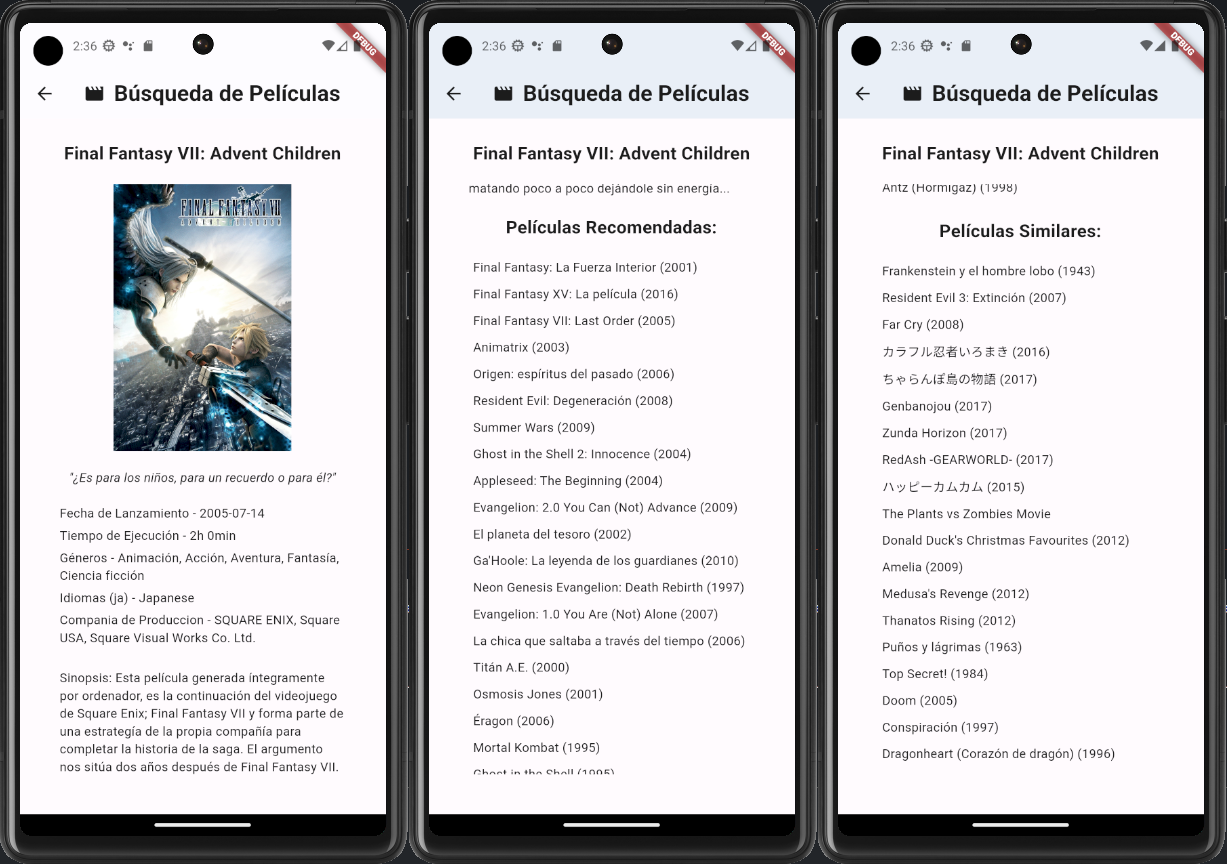 2:36
DEBUG
Búsqueda de Películas
Final Fantasy VII: Advent Children
FINAL FANTASY VII
ADVENT CHILDREN
"¿Es para los niños, para un recuerdo o para él?"
Fecha de Lanzamiento - 2005-07-14
Tiempo de Ejecución - 2h 0min
Géneros - Animación, Acción, Aventura, Fantasía,
Ciencia ficción
Idiomas (ja) - Japanese
Compania de Produccion - SQUARE ENIX, Square
USA, Square Visual Works Co. Ltd.
Sinopsis: Esta película generada íntegramente
por ordenador, es la continuación del videojuego
de Square Enix; Final Fantasy VII y forma parte de
una estrategía de la propia compañía para
completar la historia de la saga. El argumento
nos sitúa dos años después de Final Fantasy VII.
2:36
DEBUG
Búsqueda de Películas
Final Fantasy VII: Advent Children
matando poco a poco dejándole sin energía...
Películas Recomendadas:
Final Fantasy: La Fuerza Interior (2001)
Final Fantasy XV: La película (2016)
Final Fantasy VII: Last Order (2005)
Animatrix (2003)
Origen: espíritus del pasado (2006)
Resident Evil: Degeneración (2008)
Summer Wars (2009)
Ghost in the Shell 2: Innocence (2004)
Appleseed: The Beginning (2004)
Evangelion: 2.0 You Can (Not) Advance (2009)
El planeta del tesoro (2002)
Ga'Hoole: La leyenda de los guardianes (2010)
Neon Genesis Evangelion: Death Rebirth (1997)
Evangelion: 1.0 You Are (Not) Alone (2007)
La chica que saltaba a través del tiempo (2006)
Titán A.E. (2000)
Osmosis Jones (2001)
Éragon (2006)
Mortal Kombat (1995)
Ghost in the Shell (1995)
2:36
DEBUG
Búsqueda de Películas
Final Fantasy VII: Advent Children
Antz (Hormigaz) (1998)
Películas Similares:
Frankenstein y el hombre lobo (1943)
Resident Evil 3: Extinción (2007)
Far Cry (2008)
カラフル忍者いろまき (2016)
ちゃらんぽ島の物語 (2017)
Genbanojou (2017)
Zunda Horizon (2017)
RedAsh -GEARWORLD- (2017)
ハッピーカムカム (2015)
The Plants vs Zombies Movie
Donald Duck's Christmas Favourites (2012)
Amelia (2009)
Medusa's Revenge (2012)
Thanatos Rising (2012)
Puños y lágrimas (1963)
Top Secret! (1984)
Doom (2005)
Conspiración (1997)
Dragonheart (Corazón de dragón) (1996)